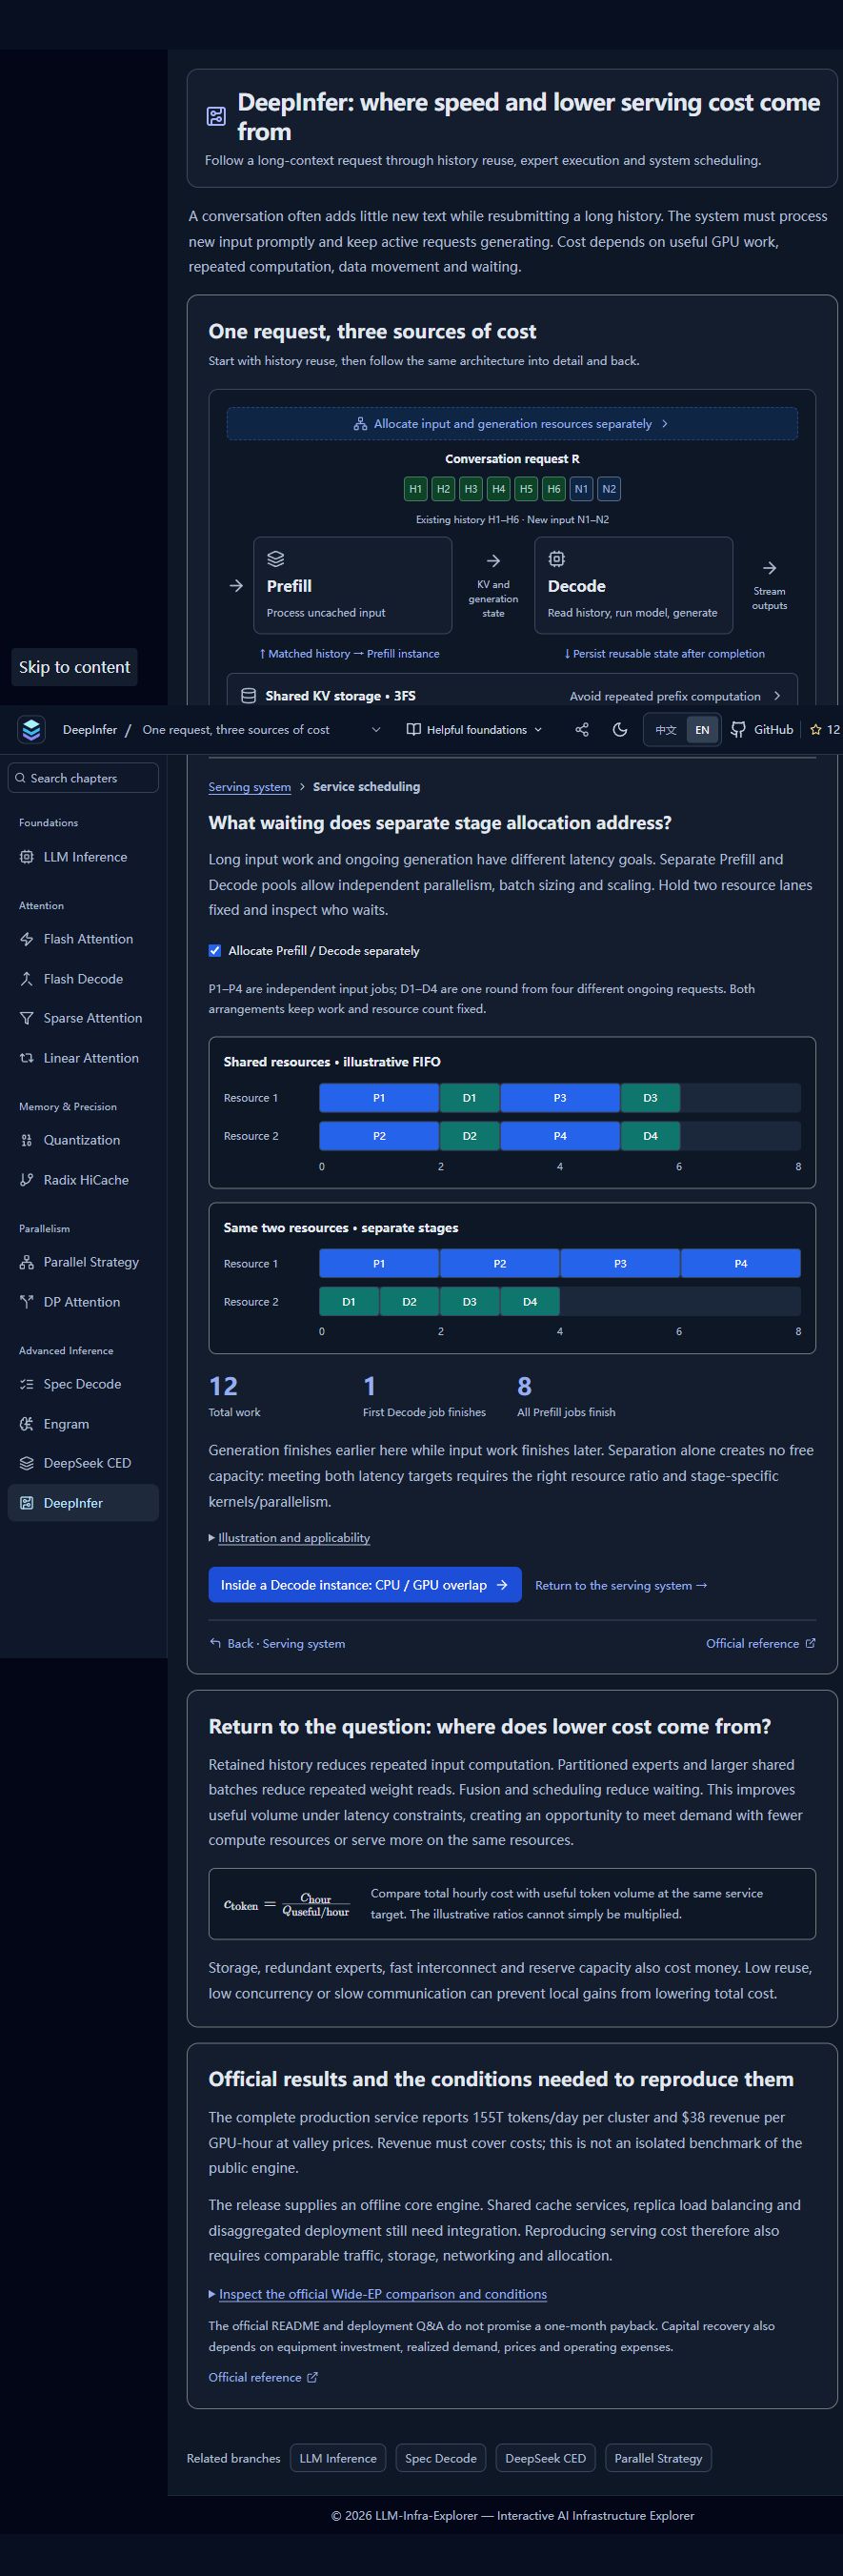 DeepInfer: where speed and lower serving cost come
from
Follow a long-context request through history reuse, expert execution and system scheduling.
A conversation often adds little new text while resubmitting a long history. The system must process
new input promptly and keep active requests generating. Cost depends on useful GPU work,
repeated computation, data movement and waiting.
One request, three sources of cost
Start with history reuse, then follow the same architecture into detail and back.
Allocate input and generation resources separately
Conversation request R
H1 H2 H3 H4 H5 H6 N1 N2
Existing history H1–H6 · New input N1–N2
Prefill
Process uncached input
KV and
generation
state
Decode
Read history, run model, generate
Stream
outputs
↑ Matched history → Prefill instance
↓ Persist reusable state after completion
Skip to content
Shared KV storage • 3FS
Avoid repeated prefix computation
DeepInfer / One request, three sources of cost
Helpful foundations
中文 EN
GitHub
12
Search chapters
Foundations
LLM Inference
Attention
Flash Attention
Flash Decode
Sparse Attention
Linear Attention
Memory & Precision
Quantization
Radix HiCache
Parallelism
Parallel Strategy
DP Attention
Advanced Inference
Spec Decode
Engram
DeepSeek CED
DeepInfer
Serving system > Service scheduling
What waiting does separate stage allocation address?
Long input work and ongoing generation have different latency goals. Separate Prefill and
Decode pools allow independent parallelism, batch sizing and scaling. Hold two resource lanes
fixed and inspect who waits.
Allocate Prefill / Decode separately
P1–P4 are independent input jobs; D1–D4 are one round from four different ongoing requests. Both
arrangements keep work and resource count fixed.
Shared resources • illustrative FIFO
Resource 1 P1 D1 P3 D3
Resource 2 P2 D2 P4 D4
0 2 4 6 8
Same two resources • separate stages
Resource 1 P1 P2 P3 P4
Resource 2 D1 D2 D3 D4
0 2 4 6 8
12
Total work
1
First Decode job finishes
8
All Prefill jobs finish
Generation finishes earlier here while input work finishes later. Separation alone creates no free
capacity: meeting both latency targets requires the right resource ratio and stage-specific
kernels/parallelism.
Illustration and applicability
Inside a Decode instance: CPU / GPU overlap →
Return to the serving system →
Back · Serving system
Official reference
Return to the question: where does lower cost come from?
Retained history reduces repeated input computation. Partitioned experts and larger shared
batches reduce repeated weight reads. Fusion and scheduling reduce waiting. This improves
useful volume under latency constraints, creating an opportunity to meet demand with fewer
compute resources or serve more on the same resources.
c_token = C_hour / Q_useful/hour
Compare total hourly cost with useful token volume at the same service
target. The illustrative ratios cannot simply be multiplied.
Storage, redundant experts, fast interconnect and reserve capacity also cost money. Low reuse,
low concurrency or slow communication can prevent local gains from lowering total cost.
Official results and the conditions needed to reproduce them
The complete production service reports 155T tokens/day per cluster and $38 revenue per
GPU-hour at valley prices. Revenue must cover costs; this is not an isolated benchmark of the
public engine.
The release supplies an offline core engine. Shared cache services, replica load balancing and
disaggregated deployment still need integration. Reproducing serving cost therefore also
requires comparable traffic, storage, networking and allocation.
Inspect the official Wide-EP comparison and conditions
The official README and deployment Q&A do not promise a one-month payback. Capital recovery also
depends on equipment investment, realized demand, prices and operating expenses.
Official reference
Related branches
LLM Inference
Spec Decode
DeepSeek CED
Parallel Strategy
© 2026 LLM-Infra-Explorer — Interactive AI Infrastructure Explorer